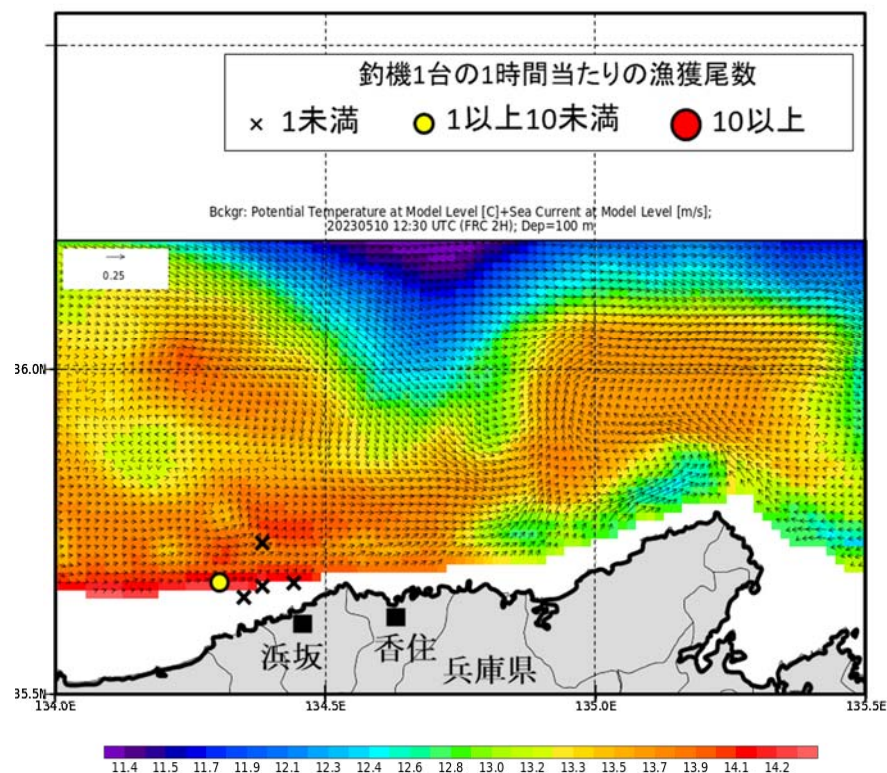 釣機1台の1時間当たりの漁獲尾数
× 1未満 1以上10未満 10以上
Bckgr: Potential Temperature at Model Level [C]+Sea Current at Model Level [m/s];
20230510 12:30 UTC (FRC 2H); Dep=100 m
0.25
36.0N
浜坂 香住 兵庫県
35.5N
134.0E 134.5E 135.0E 135.5E
11.4 11.5 11.7 11.9 12.1 12.3 12.4 12.6 12.8 13.0 13.2 13.3 13.5 13.7 13.9 14.1 14.2